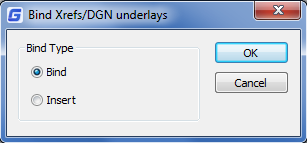 Bind Xrefs/DGN underlays
Bind Type
Bind
Insert
OK
Cancel